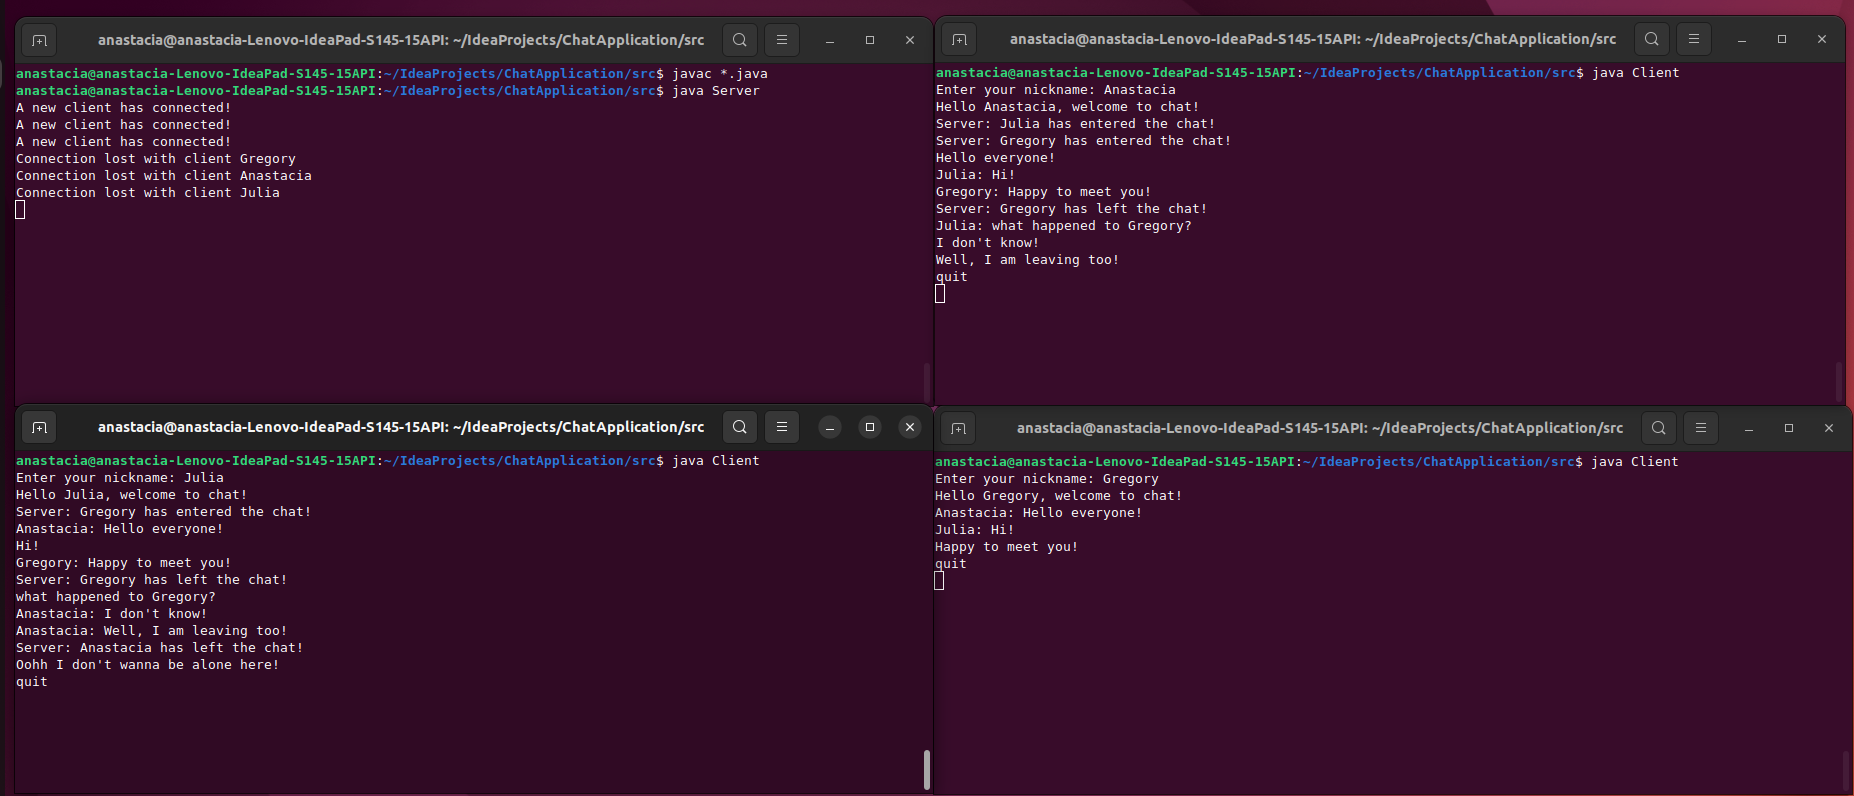 anastacia@anastacia-Lenovo-IdeaPad-S145-15API: ~/IdeaProjects/ChatApplication/src
anastacia@anastacia-Lenovo-IdeaPad-S145-15API:~/IdeaProjects/ChatApplication/src$ javac *.java
anastacia@anastacia-Lenovo-IdeaPad-S145-15API:~/IdeaProjects/ChatApplication/src$ java Server
A new client has connected!
A new client has connected!
A new client has connected!
Connection lost with client Gregory
Connection lost with client Anastacia
Connection lost with client Julia
anastacia@anastacia-Lenovo-IdeaPad-S145-15API: ~/IdeaProjects/ChatApplication/src
anastacia@anastacia-Lenovo-IdeaPad-S145-15API:~/IdeaProjects/ChatApplication/src$ java Client
Enter your nickname: Anastacia
Hello Anastacia, welcome to chat!
Server: Julia has entered the chat!
Server: Gregory has entered the chat!
Hello everyone!
Julia: Hi!
Gregory: Happy to meet you!
Server: Gregory has left the chat!
Julia: what happened to Gregory?
I don't know!
Well, I am leaving too!
quit
anastacia@anastacia-Lenovo-IdeaPad-S145-15API: ~/IdeaProjects/ChatApplication/src
anastacia@anastacia-Lenovo-IdeaPad-S145-15API:~/IdeaProjects/ChatApplication/src$ java Client
Enter your nickname: Julia
Hello Julia, welcome to chat!
Server: Gregory has entered the chat!
Anastacia: Hello everyone!
Hi!
Gregory: Happy to meet you!
Server: Gregory has left the chat!
what happened to Gregory?
Anastacia: I don't know!
Anastacia: Well, I am leaving too!
Server: Anastacia has left the chat!
Oohh I don't wanna be alone here!
quit
anastacia@anastacia-Lenovo-IdeaPad-S145-15API: ~/IdeaProjects/ChatApplication/src
anastacia@anastacia-Lenovo-IdeaPad-S145-15API:~/IdeaProjects/ChatApplication/src$ java Client
Enter your nickname: Gregory
Hello Gregory, welcome to chat!
Anastacia: Hello everyone!
Julia: Hi!
Happy to meet you!
quit